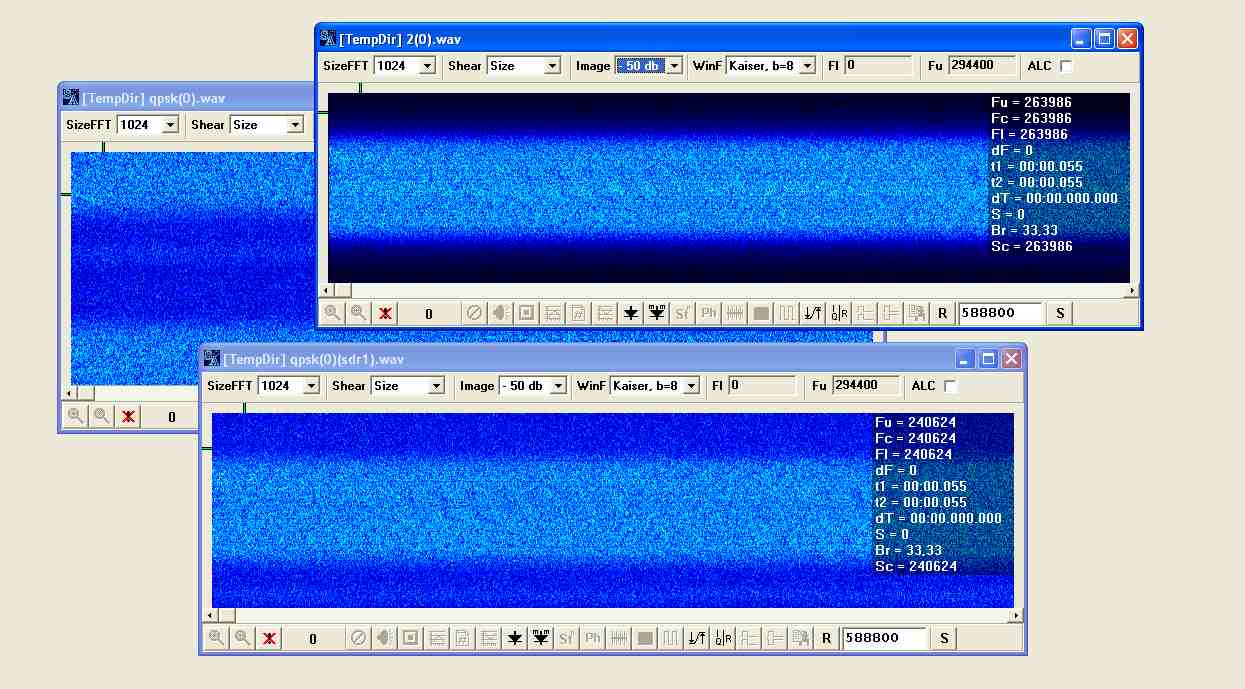 [TempDir] 2(0).wav
SizeFFT 1024 Shear Size Image - 50 db WinF Kaiser, b=8 Fl 0 Fu 294400 ALC
Fu = 263986
Fc = 263986
Fl = 263986
dF = 0
t1 = 00:00.055
t2 = 00:00.055
dT = 00:00.000.000
S = 0
Br = 33,33
Sc = 263986
0 Sf Ph R 588800 S
[TempDir] qpsk(0).wav
SizeFFT 1024 Shear Size
0
[TempDir] qpsk(0)(sdr1).wav
SizeFFT 1024 Shear Size Image - 50 db WinF Kaiser, b=8 Fl 0 Fu 294400 ALC
Fu = 240624
Fc = 240624
Fl = 240624
dF = 0
t1 = 00:00.055
t2 = 00:00.055
dT = 00:00.000.000
S = 0
Br = 33,33
Sc = 240624
0 Sf Ph R 588800 S